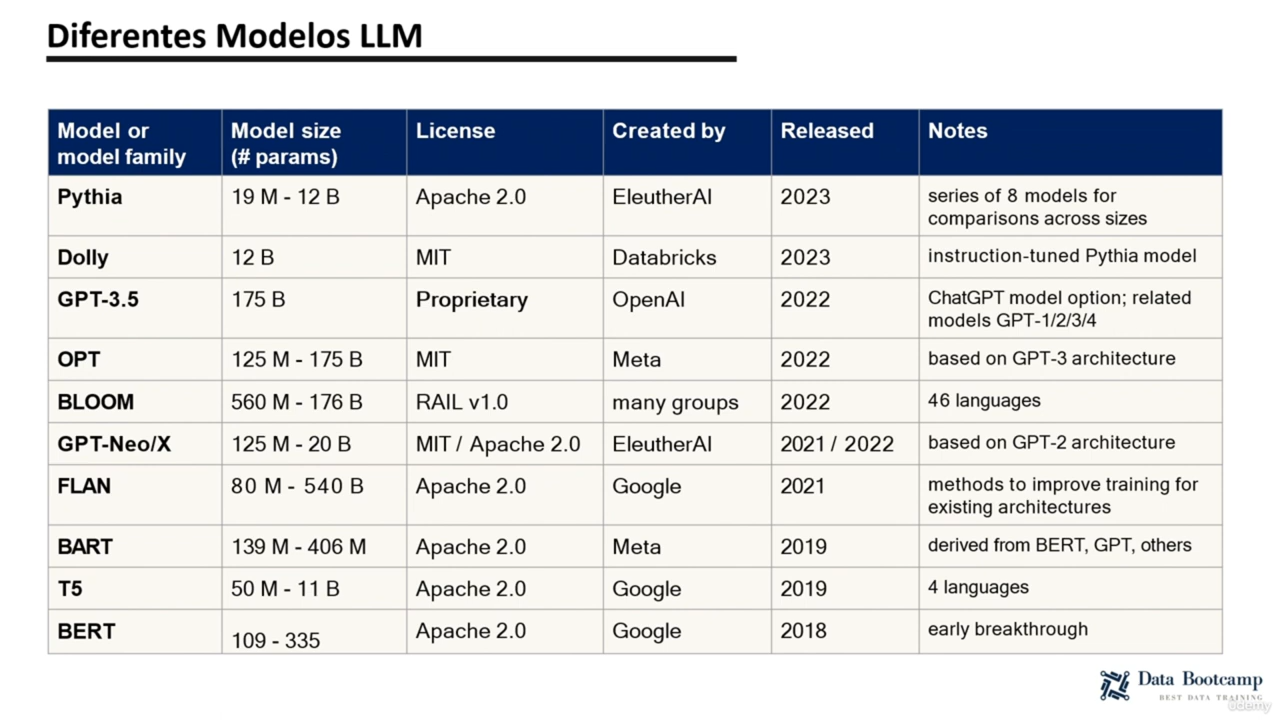 Diferentes Modelos LLM
Model or model family | Model size (# params) | License | Created by | Released | Notes
Pythia | 19 M - 12 B | Apache 2.0 | EleutherAI | 2023 | series of 8 models for comparisons across sizes
Dolly | 12 B | MIT | Databricks | 2023 | instruction-tuned Pythia model
GPT-3.5 | 175 B | Proprietary | OpenAI | 2022 | ChatGPT model option; related models GPT-1/2/3/4
OPT | 125 M - 175 B | MIT | Meta | 2022 | based on GPT-3 architecture
BLOOM | 560 M - 176 B | RAIL v1.0 | many groups | 2022 | 46 languages
GPT-Neo/X | 125 M - 20 B | MIT / Apache 2.0 | EleutherAI | 2021 / 2022 | based on GPT-2 architecture
FLAN | 80 M - 540 B | Apache 2.0 | Google | 2021 | methods to improve training for existing architectures
BART | 139 M - 406 M | Apache 2.0 | Meta | 2019 | derived from BERT, GPT, others
T5 | 50 M - 11 B | Apache 2.0 | Google | 2019 | 4 languages
BERT | 109 - 335 | Apache 2.0 | Google | 2018 | early breakthrough
Data Bootcamp
BEST DATA TRAINING
udemy